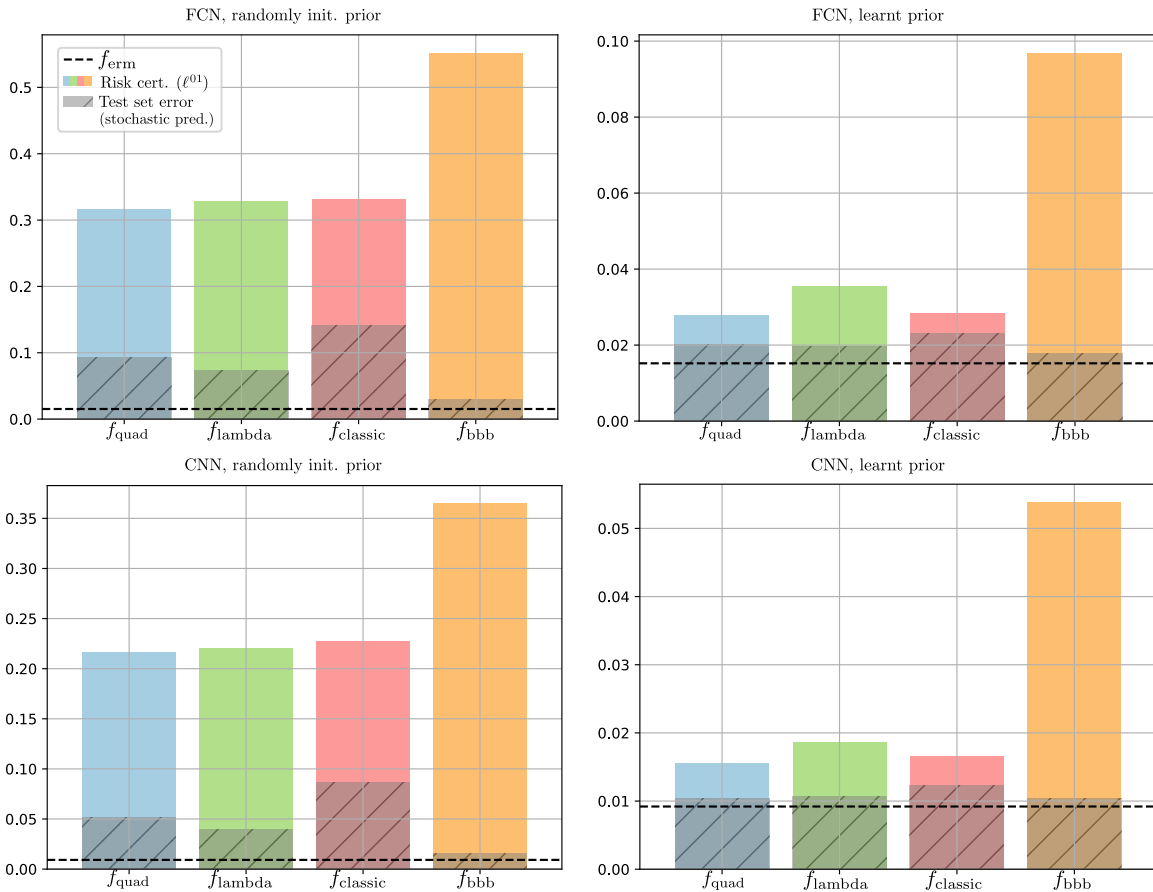 FCN, randomly init. prior
f_erm
Risk cert. (ℓ^01)
Test set error
(stochastic pred.)
0.5
0.4
0.3
0.2
0.1
0.0
f_quad f_lambda f_classic f_bbb
FCN, learnt prior
0.10
0.08
0.06
0.04
0.02
0.00
f_quad f_lambda f_classic f_bbb
CNN, randomly init. prior
0.35
0.30
0.25
0.20
0.15
0.10
0.05
0.00
f_quad f_lambda f_classic f_bbb
CNN, learnt prior
0.05
0.04
0.03
0.02
0.01
0.00
f_quad f_lambda f_classic f_bbb